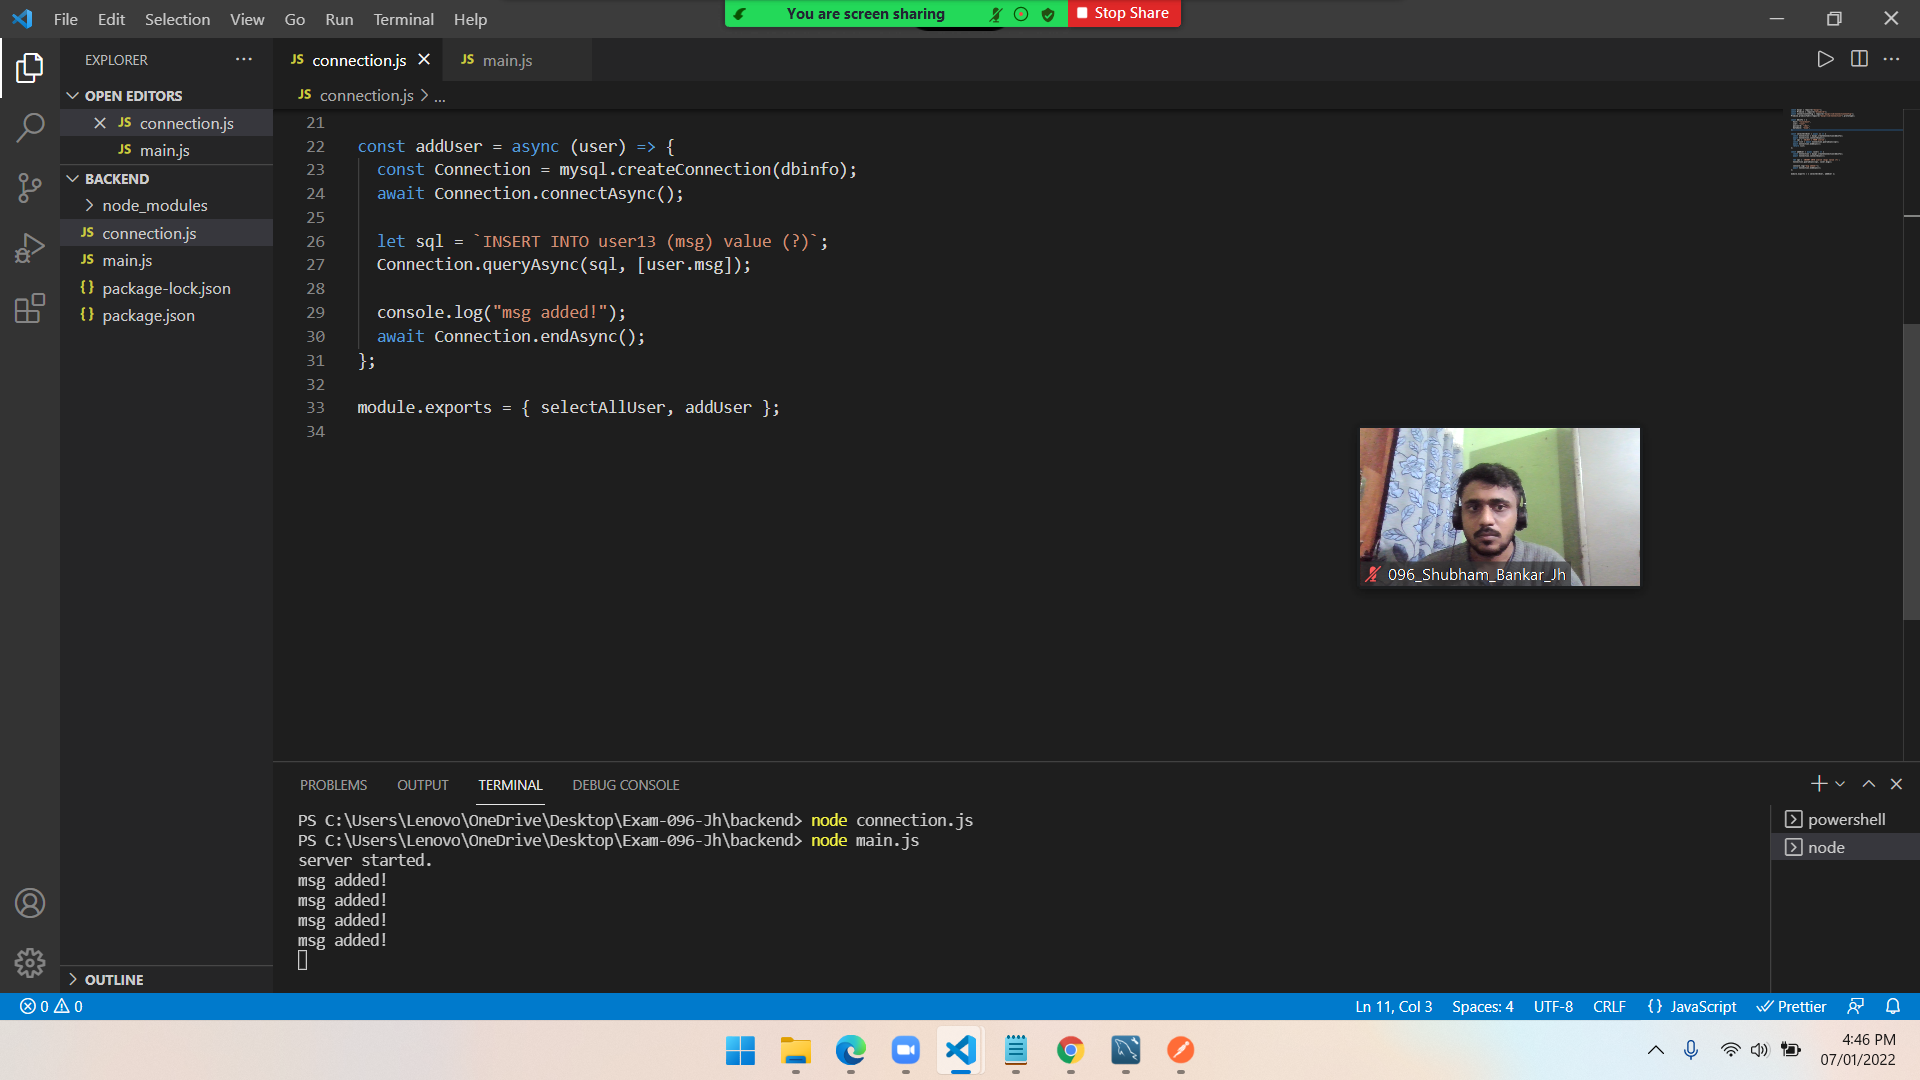 File Edit Selection View Go Run Terminal Help
You are screen sharing
Stop Share
EXPLORER
JS connection.js
JS main.js
OPEN EDITORS
JS connection.js
JS main.js
BACKEND
node_modules
JS connection.js
JS main.js
{} package-lock.json
{} package.json
OUTLINE
JS connection.js > ...
21
22 const addUser = async (user) => {
23 const Connection = mysql.createConnection(dbinfo);
24 await Connection.connectAsync();
25
26 let sql = `INSERT INTO user13 (msg) value (?)`;
27 Connection.queryAsync(sql, [user.msg]);
28
29 console.log("msg added!");
30 await Connection.endAsync();
31 };
32
33 module.exports = { selectAllUser, addUser };
34
096_Shubham_Bankar_Jh
PROBLEMS OUTPUT TERMINAL DEBUG CONSOLE
PS C:\Users\Lenovo\OneDrive\Desktop\Exam-096-Jh\backend> node connection.js
PS C:\Users\Lenovo\OneDrive\Desktop\Exam-096-Jh\backend> node main.js
server started.
msg added!
msg added!
msg added!
msg added!
powershell
node
0 0
Ln 11, Col 3 Spaces: 4 UTF-8 CRLF {} JavaScript Prettier
4:46 PM
07/01/2022